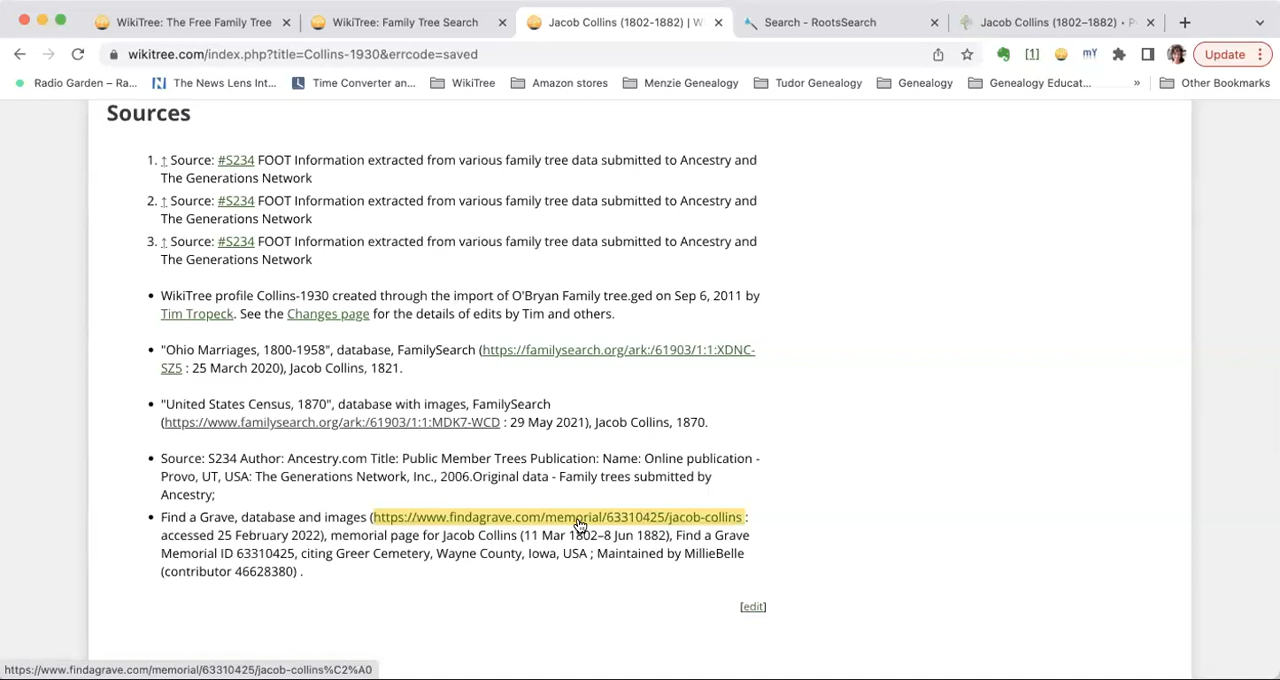 WikiTree: The Free Family Tree
WikiTree: Family Tree Search
Jacob Collins (1802-1882) | W
Search - RootsSearch
Jacob Collins (1802–1882) •
wikitree.com/index.php?title=Collins-1930&errcode=saved
[1]
mY
Update
Radio Garden – Ra...
The News Lens Int...
Time Converter an...
WikiTree
Amazon stores
Menzie Genealogy
Tudor Genealogy
Genealogy
Genealogy Educat...
»
Other Bookmarks
Sources
1. ↑ Source: #S234 FOOT Information extracted from various family tree data submitted to Ancestry and
The Generations Network
2. ↑ Source: #S234 FOOT Information extracted from various family tree data submitted to Ancestry and
The Generations Network
3. ↑ Source: #S234 FOOT Information extracted from various family tree data submitted to Ancestry and
The Generations Network
• WikiTree profile Collins-1930 created through the import of O'Bryan Family tree.ged on Sep 6, 2011 by
Tim Tropeck. See the Changes page for the details of edits by Tim and others.
• "Ohio Marriages, 1800-1958", database, FamilySearch (https://familysearch.org/ark:/61903/1:1:XDNC-
SZ5 : 25 March 2020), Jacob Collins, 1821.
• "United States Census, 1870", database with images, FamilySearch
(https://www.familysearch.org/ark:/61903/1:1:MDK7-WCD : 29 May 2021), Jacob Collins, 1870.
• Source: S234 Author: Ancestry.com Title: Public Member Trees Publication: Name: Online publication -
Provo, UT, USA: The Generations Network, Inc., 2006.Original data - Family trees submitted by
Ancestry;
• Find a Grave, database and images (https://www.findagrave.com/memorial/63310425/jacob-collins :
accessed 25 February 2022), memorial page for Jacob Collins (11 Mar 1802–8 Jun 1882), Find a Grave
Memorial ID 63310425, citing Greer Cemetery, Wayne County, Iowa, USA ; Maintained by MillieBelle
(contributor 46628380) .
[edit]
https://www.findagrave.com/memorial/63310425/jacob-collins%C2%A0